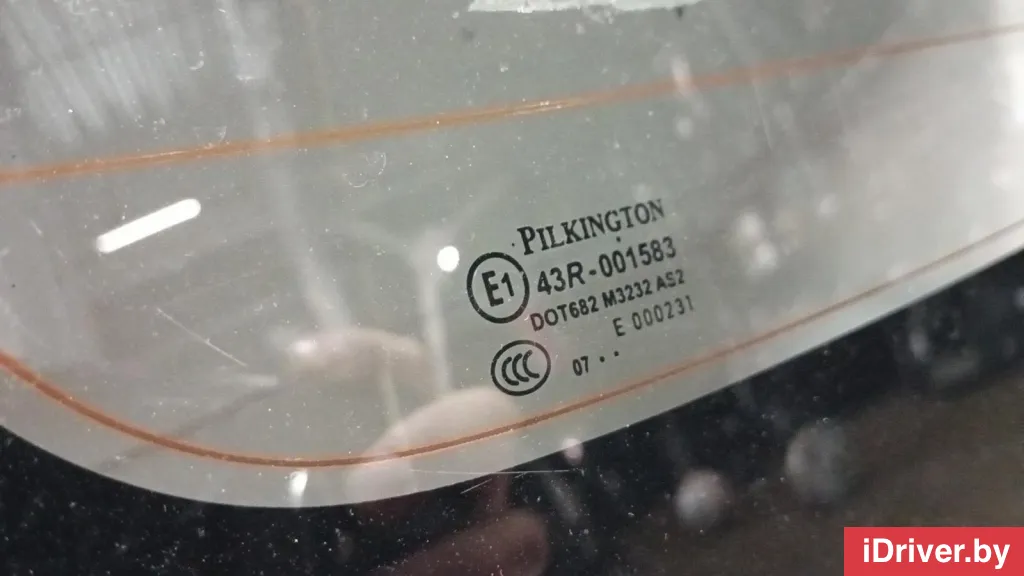 PILKINGTON
E1 43R-001583
DOT682 M3232 AS2
E 000231
CCC 07 ..
iDriver.by